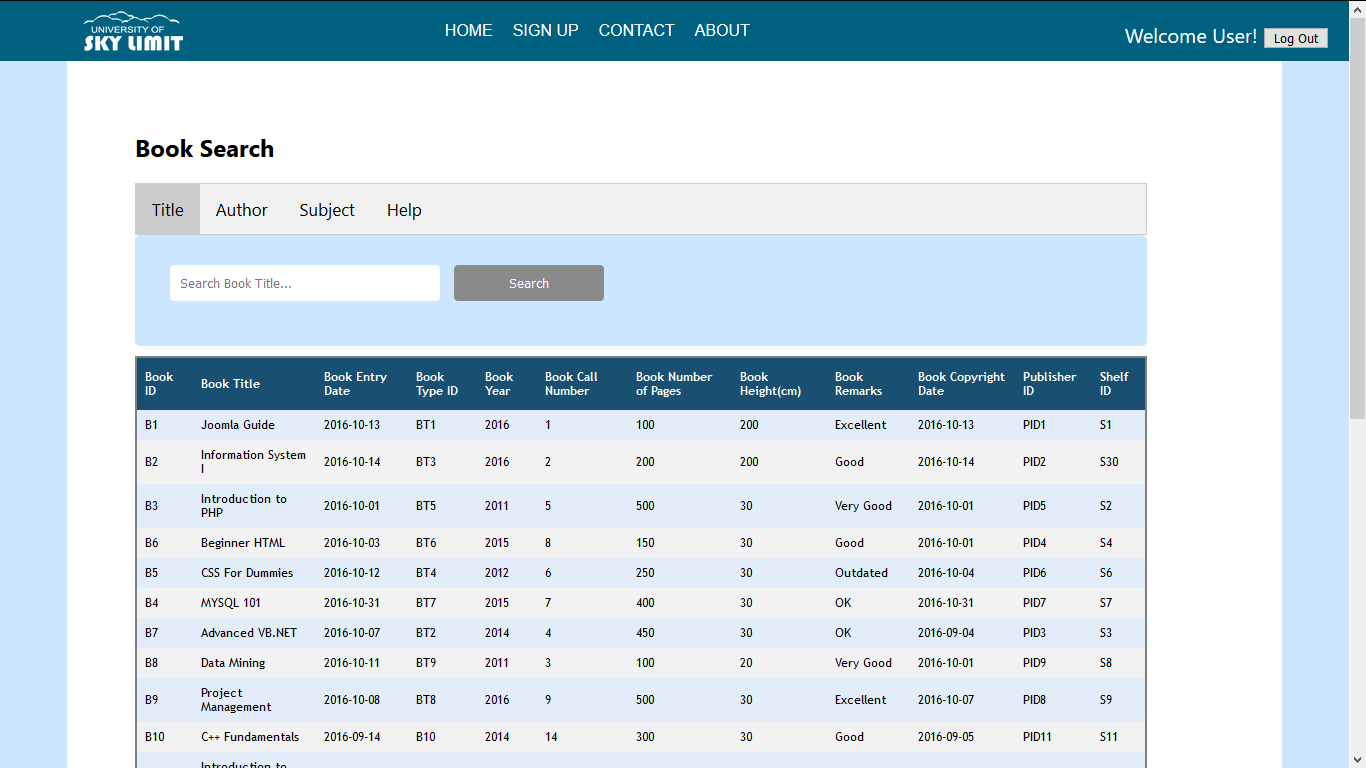 UNIVERSITY OF
SKY LIMIT
HOME SIGN UP CONTACT ABOUT
Welcome User! Log Out
Book Search
Title Author Subject Help
Search Book Title... Search
Book ID Book Title Book Entry Date Book Type ID Book Year Book Call Number Book Number of Pages Book Height(cm) Book Remarks Book Copyright Date Publisher ID Shelf ID
B1 Joomla Guide 2016-10-13 BT1 2016 1 100 200 Excellent 2016-10-13 PID1 S1
B2 Information System I 2016-10-14 BT3 2016 2 200 200 Good 2016-10-14 PID2 S30
B3 Introduction to PHP 2016-10-01 BT5 2011 5 500 30 Very Good 2016-10-01 PID5 S2
B6 Beginner HTML 2016-10-03 BT6 2015 8 150 30 Good 2016-10-01 PID4 S4
B5 CSS For Dummies 2016-10-12 BT4 2012 6 250 30 Outdated 2016-10-04 PID6 S6
B4 MYSQL 101 2016-10-31 BT7 2015 7 400 30 OK 2016-10-31 PID7 S7
B7 Advanced VB.NET 2016-10-07 BT2 2014 4 450 30 OK 2016-09-04 PID3 S3
B8 Data Mining 2016-10-11 BT9 2011 3 100 20 Very Good 2016-10-01 PID9 S8
B9 Project Management 2016-10-08 BT8 2016 9 500 30 Excellent 2016-10-07 PID8 S9
B10 C++ Fundamentals 2016-09-14 B10 2014 14 300 30 Good 2016-09-05 PID11 S11
Introduction to